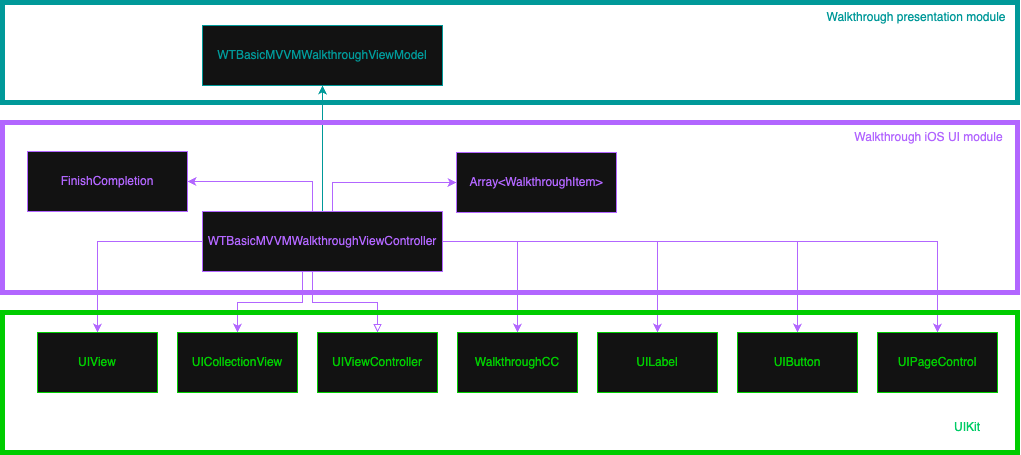 Walkthrough presentation module
WTBasicMVVMWalkthroughViewModel
Walkthrough iOS UI module
FinishCompletion
Array<WalkthroughItem>
WTBasicMVVMWalkthroughViewController
UIView
UICollectionView
UIViewController
WalkthroughCC
UILabel
UIButton
UIPageControl
UIKit